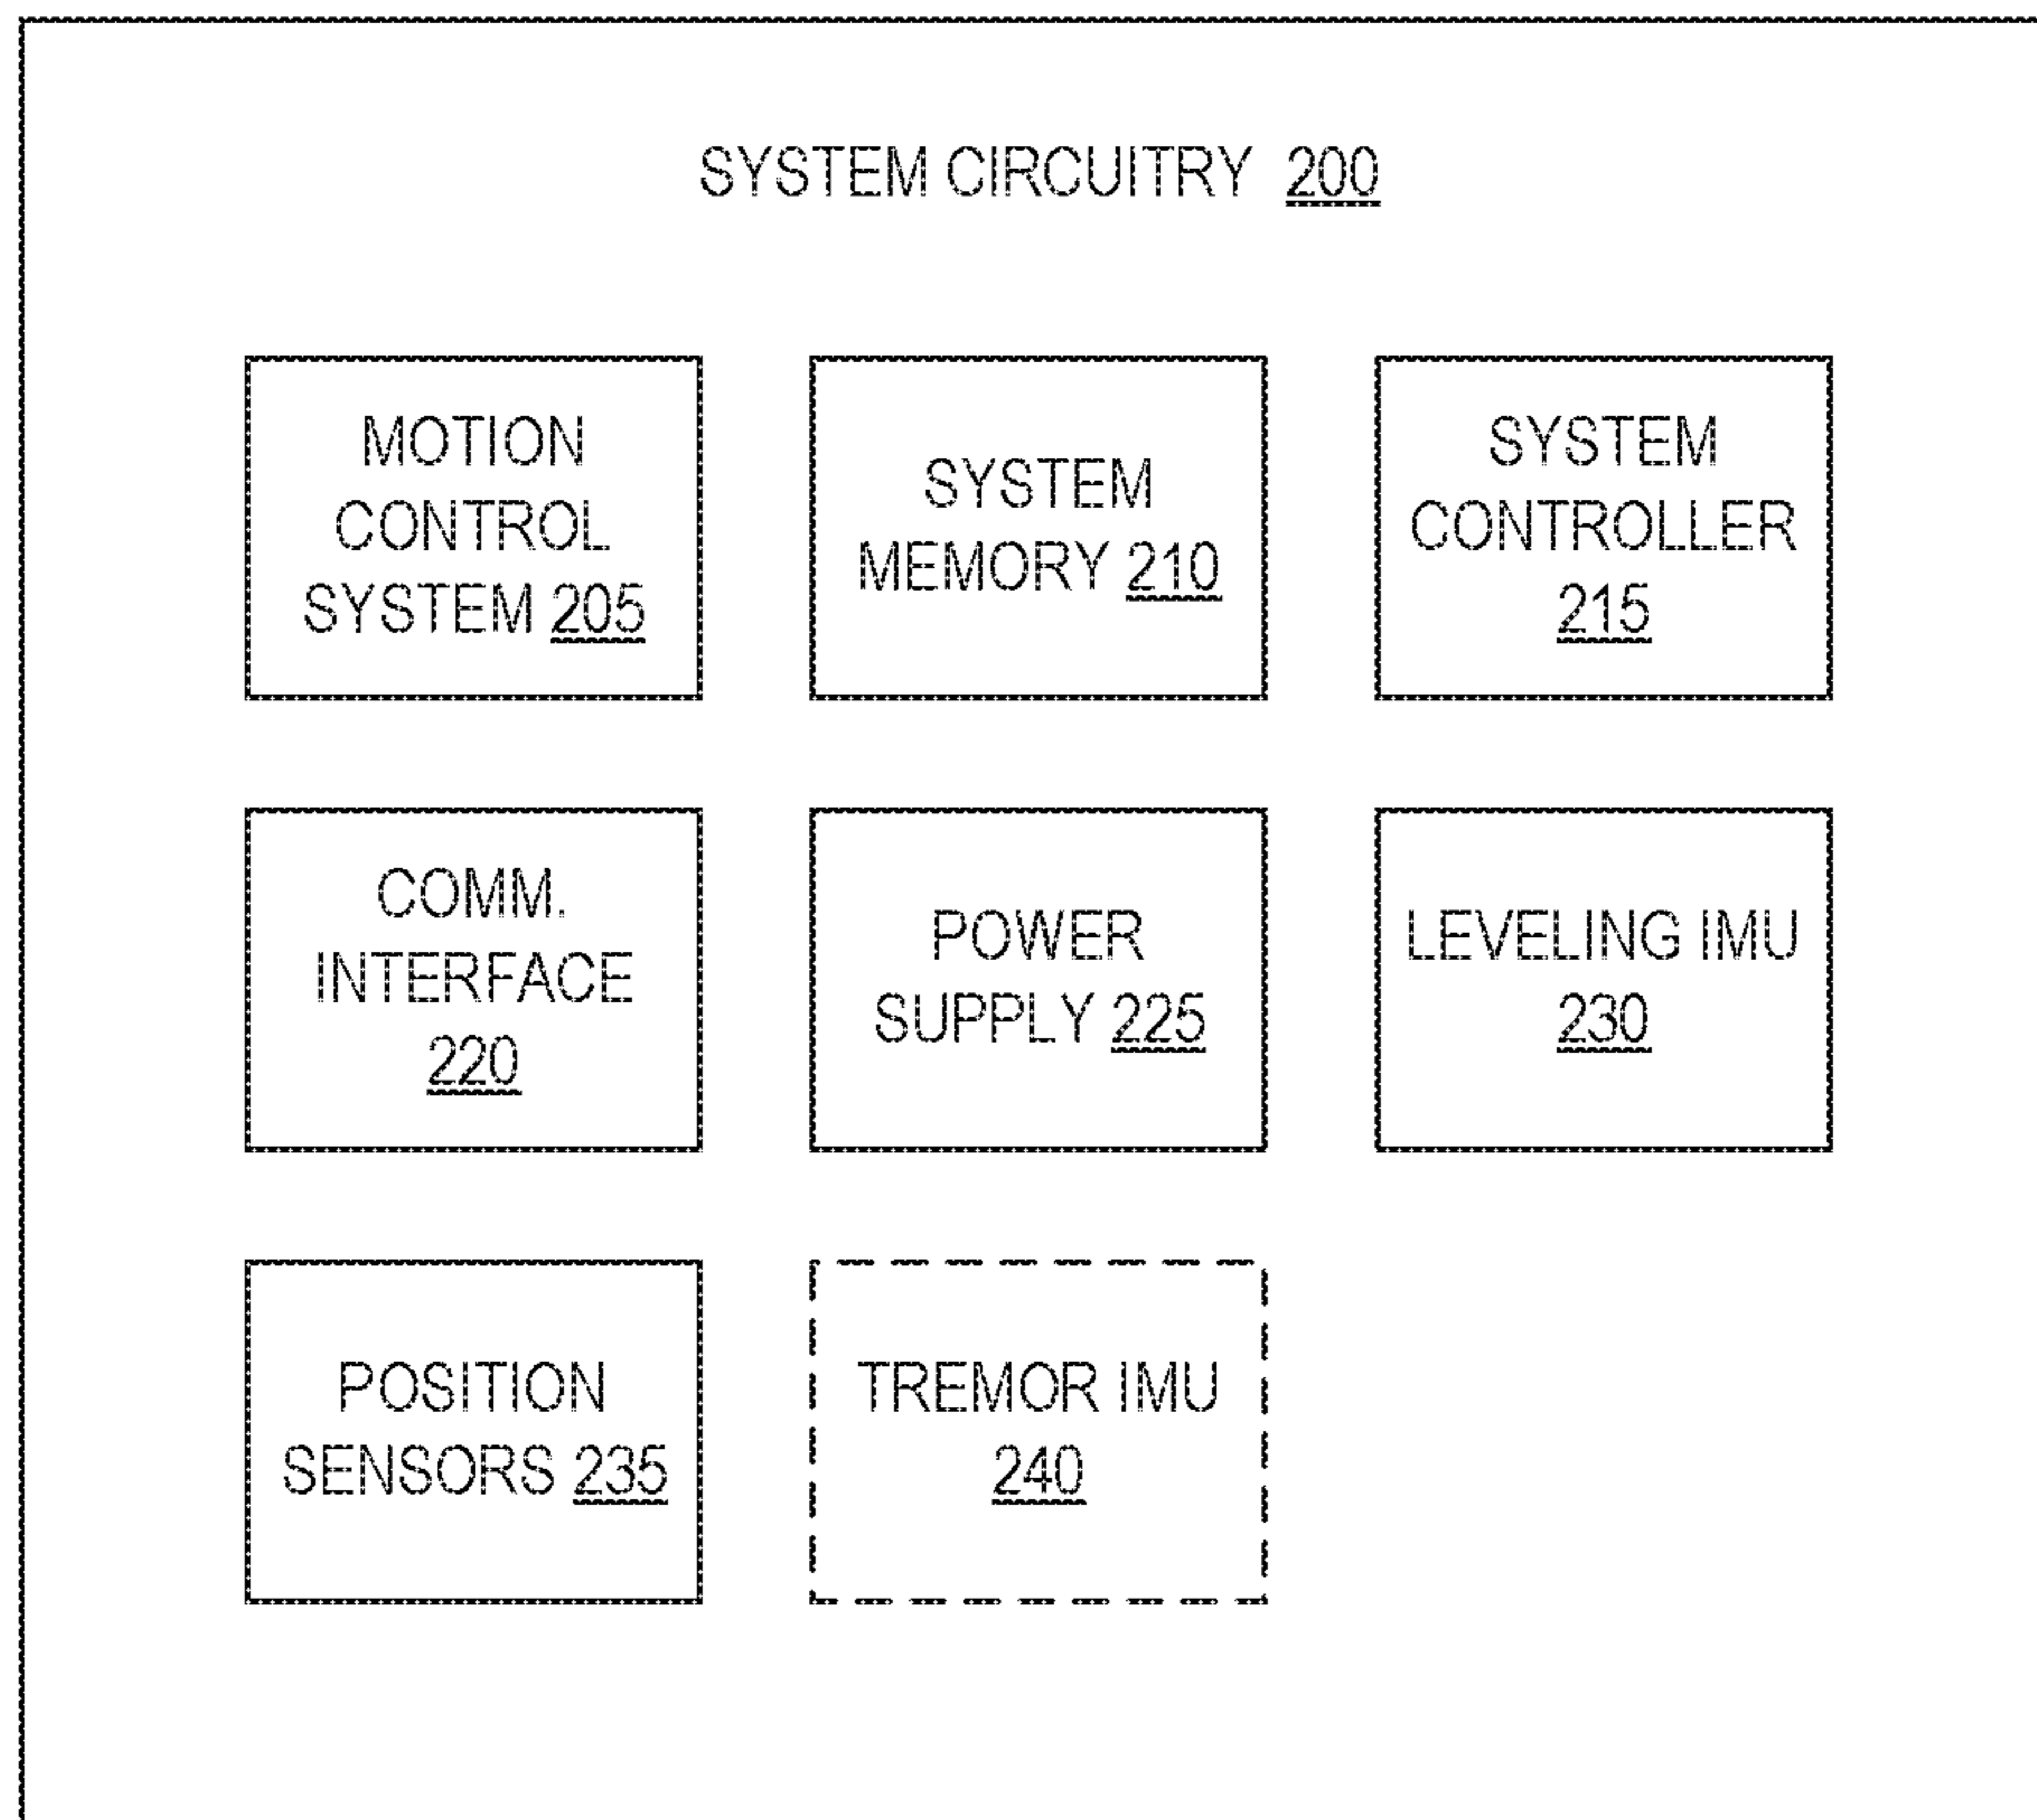 SYSTEM CIRCUITRY 200
MOTION
CONTROL
SYSTEM 205
SYSTEM
MEMORY 210
SYSTEM
CONTROLLER
215
COMM.
INTERFACE
220
POWER
SUPPLY 225
LEVELING IMU
230
POSITION
SENSORS 235
TREMOR IMU
240